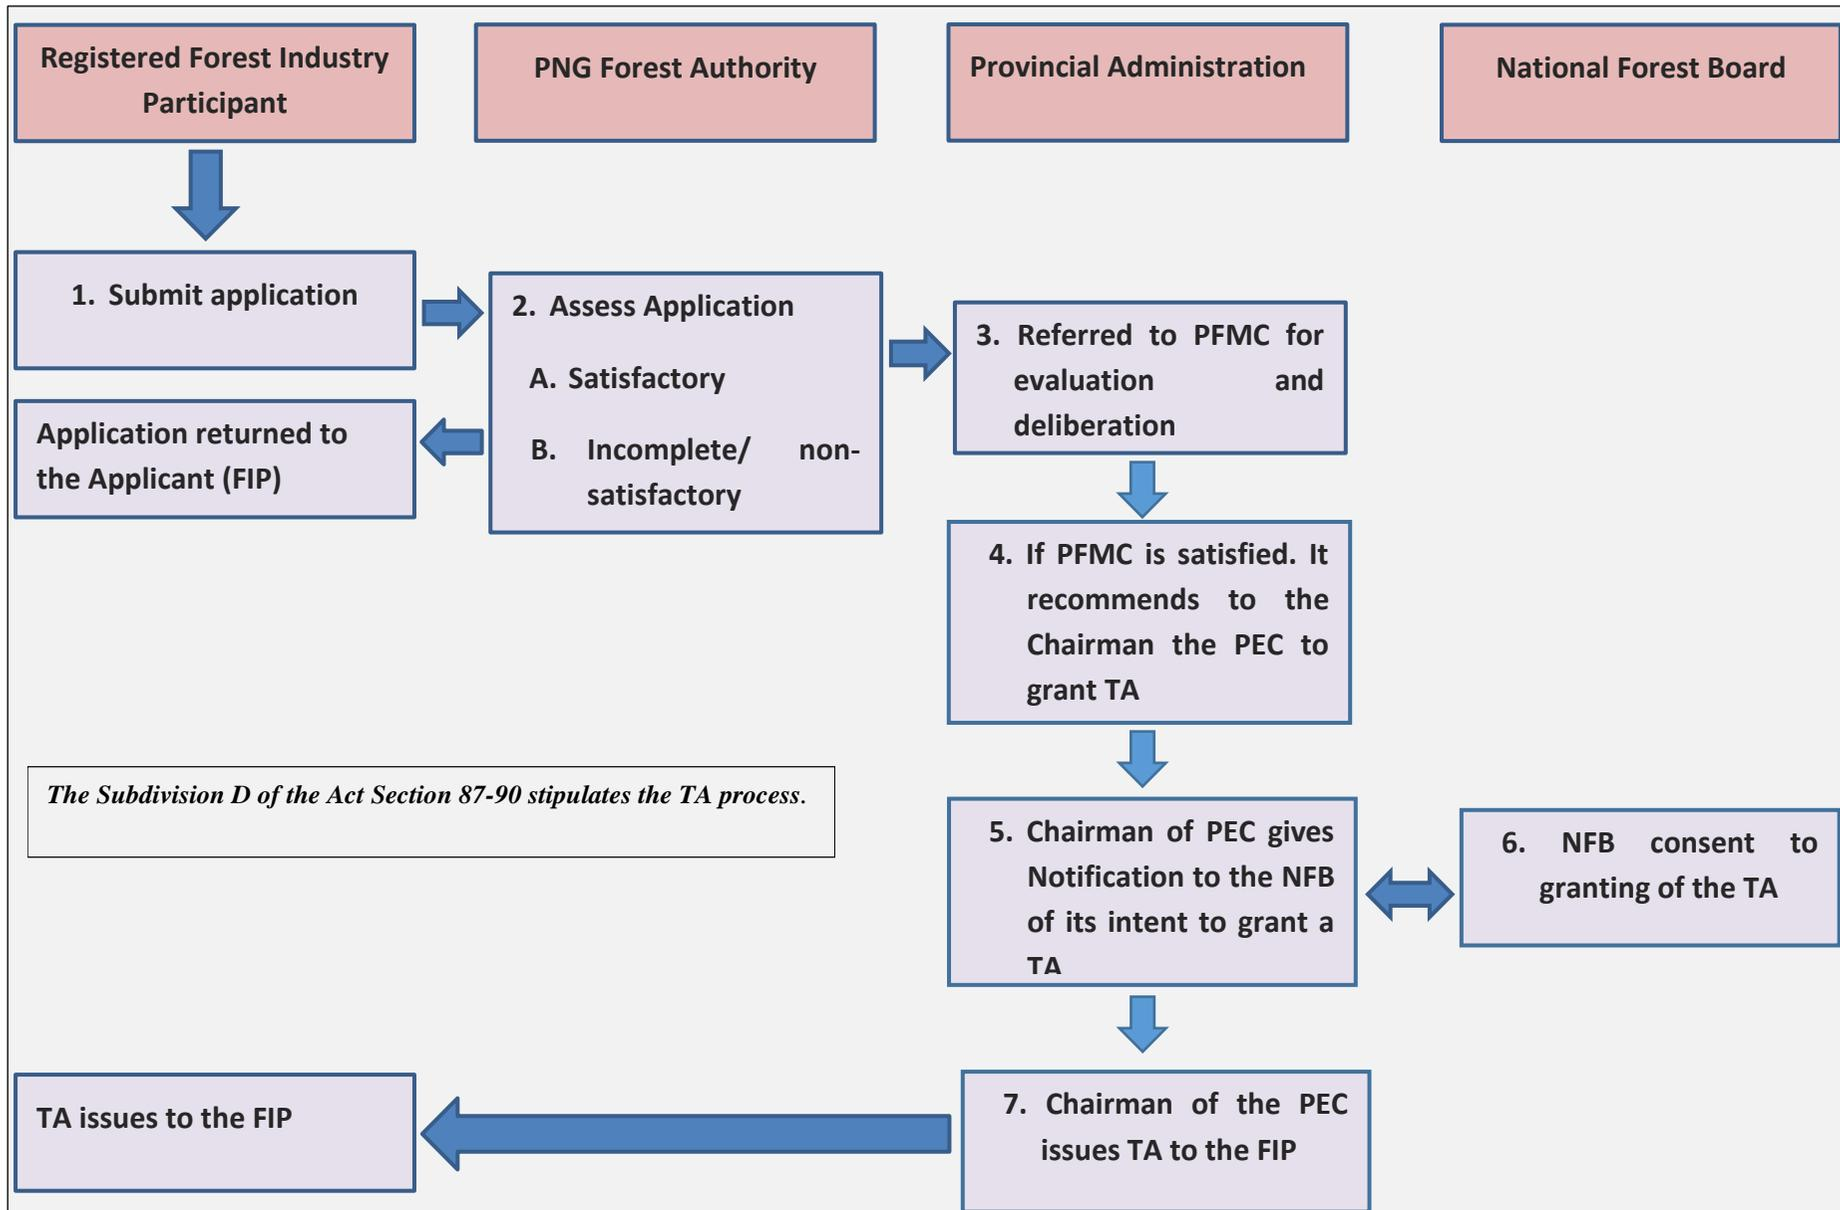 Registered Forest Industry
Participant
PNG Forest Authority
Provincial Administration
National Forest Board
1. Submit application
2. Assess Application
A. Satisfactory
B. Incomplete/ non-
satisfactory
Application returned to
the Applicant (FIP)
3. Referred to PFMC for
evaluation and
deliberation
4. If PFMC is satisfied. It
recommends to the
Chairman the PEC to
grant TA
The Subdivision D of the Act Section 87-90 stipulates the TA process.
5. Chairman of PEC gives
Notification to the NFB
of its intent to grant a
TA
6. NFB consent to
granting of the TA
7. Chairman of the PEC
issues TA to the FIP
TA issues to the FIP